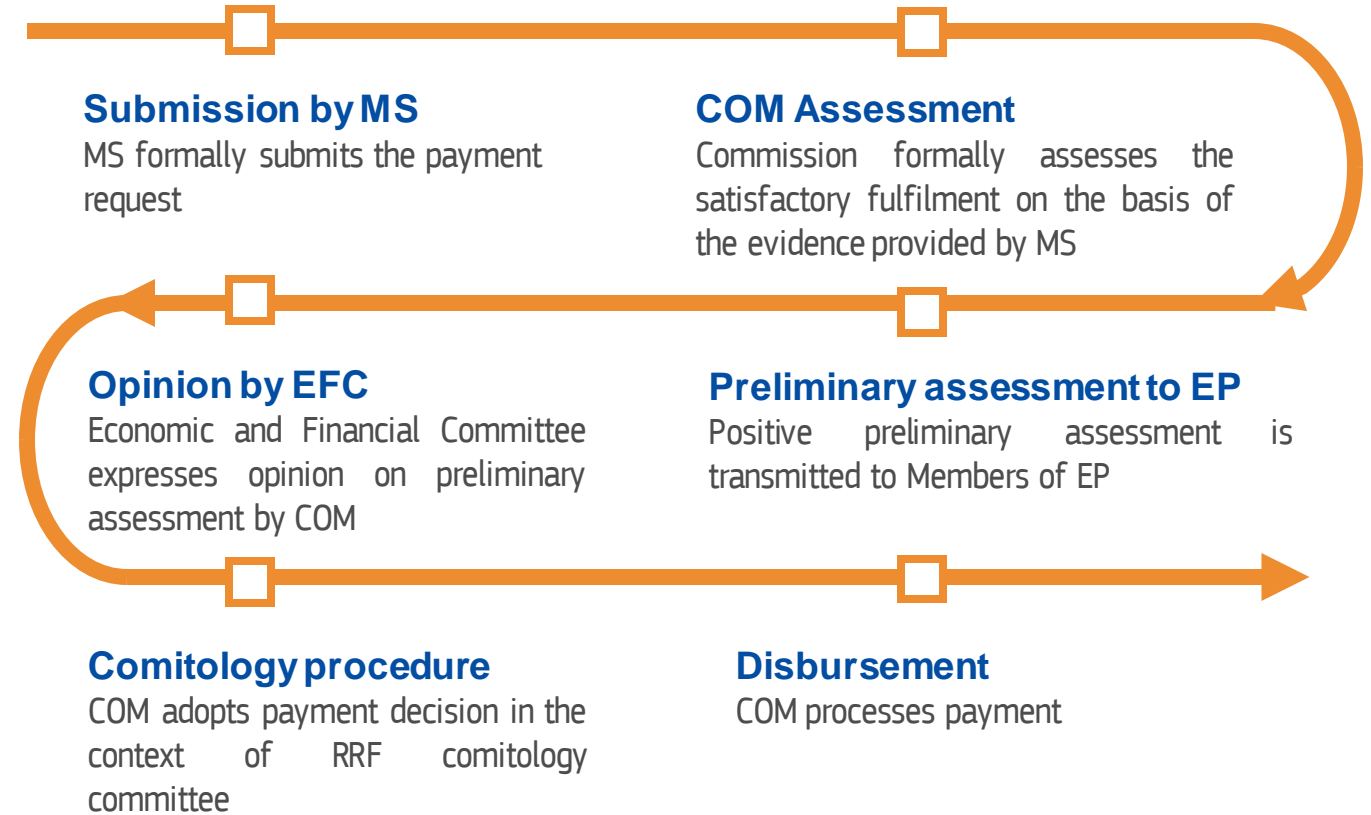 Submission by MS
MS formally submits the payment
request
COM Assessment
Commission formally assesses the
satisfactory fulfilment on the basis of
the evidence provided by MS
Opinion by EFC
Economic and Financial Committee
expresses opinion on preliminary
assessment by COM
Preliminary assessment to EP
Positive preliminary assessment is
transmitted to Members of EP
Comitology procedure
COM adopts payment decision in the
context of RRF comitology
committee
Disbursement
COM processes payment